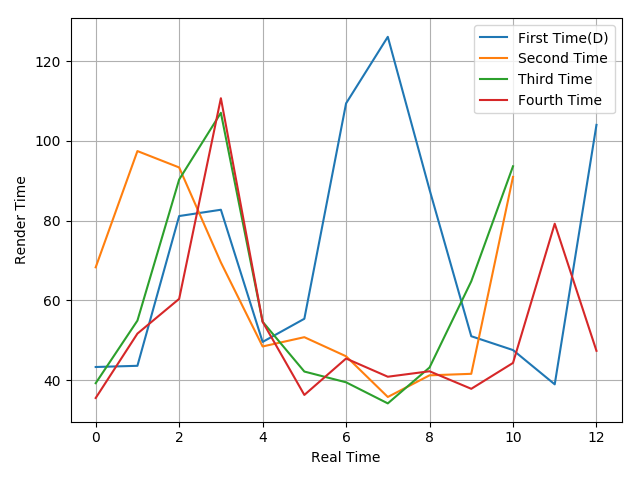 First Time(D)
Second Time
Third Time
Fourth Time
120
100
80
60
40
Render Time
0 2 4 6 8 10 12
Real Time